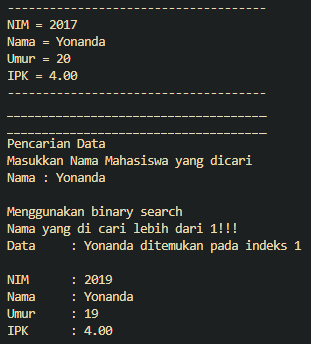 -------------------------------------
NIM = 2017
Nama = Yonanda
Umur = 20
IPK = 4.00
-------------------------------------
_____________________________________
_____________________________________
Pencarian Data
Masukkan Nama Mahasiswa yang dicari
Nama : Yonanda
Menggunakan binary search
Nama yang di cari lebih dari 1!!!
Data     : Yonanda ditemukan pada indeks 1
NIM      : 2019
Nama     : Yonanda
Umur     : 19
IPK      : 4.00